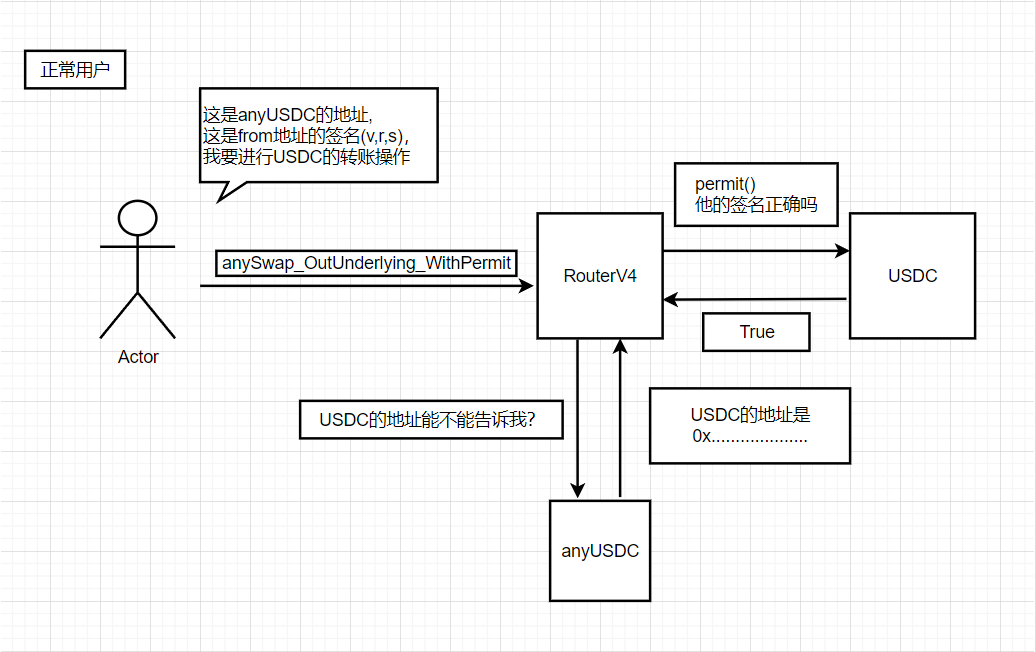 正常用户
这是anyUSDC的地址,
这是from地址的签名(v,r,s),
我要进行USDC的转账操作
permit()
他的签名正确吗
anySwap_OutUnderlying_WithPermit
RouterV4
USDC
True
Actor
USDC的地址能不能告诉我?
USDC的地址是
0x....................
anyUSDC